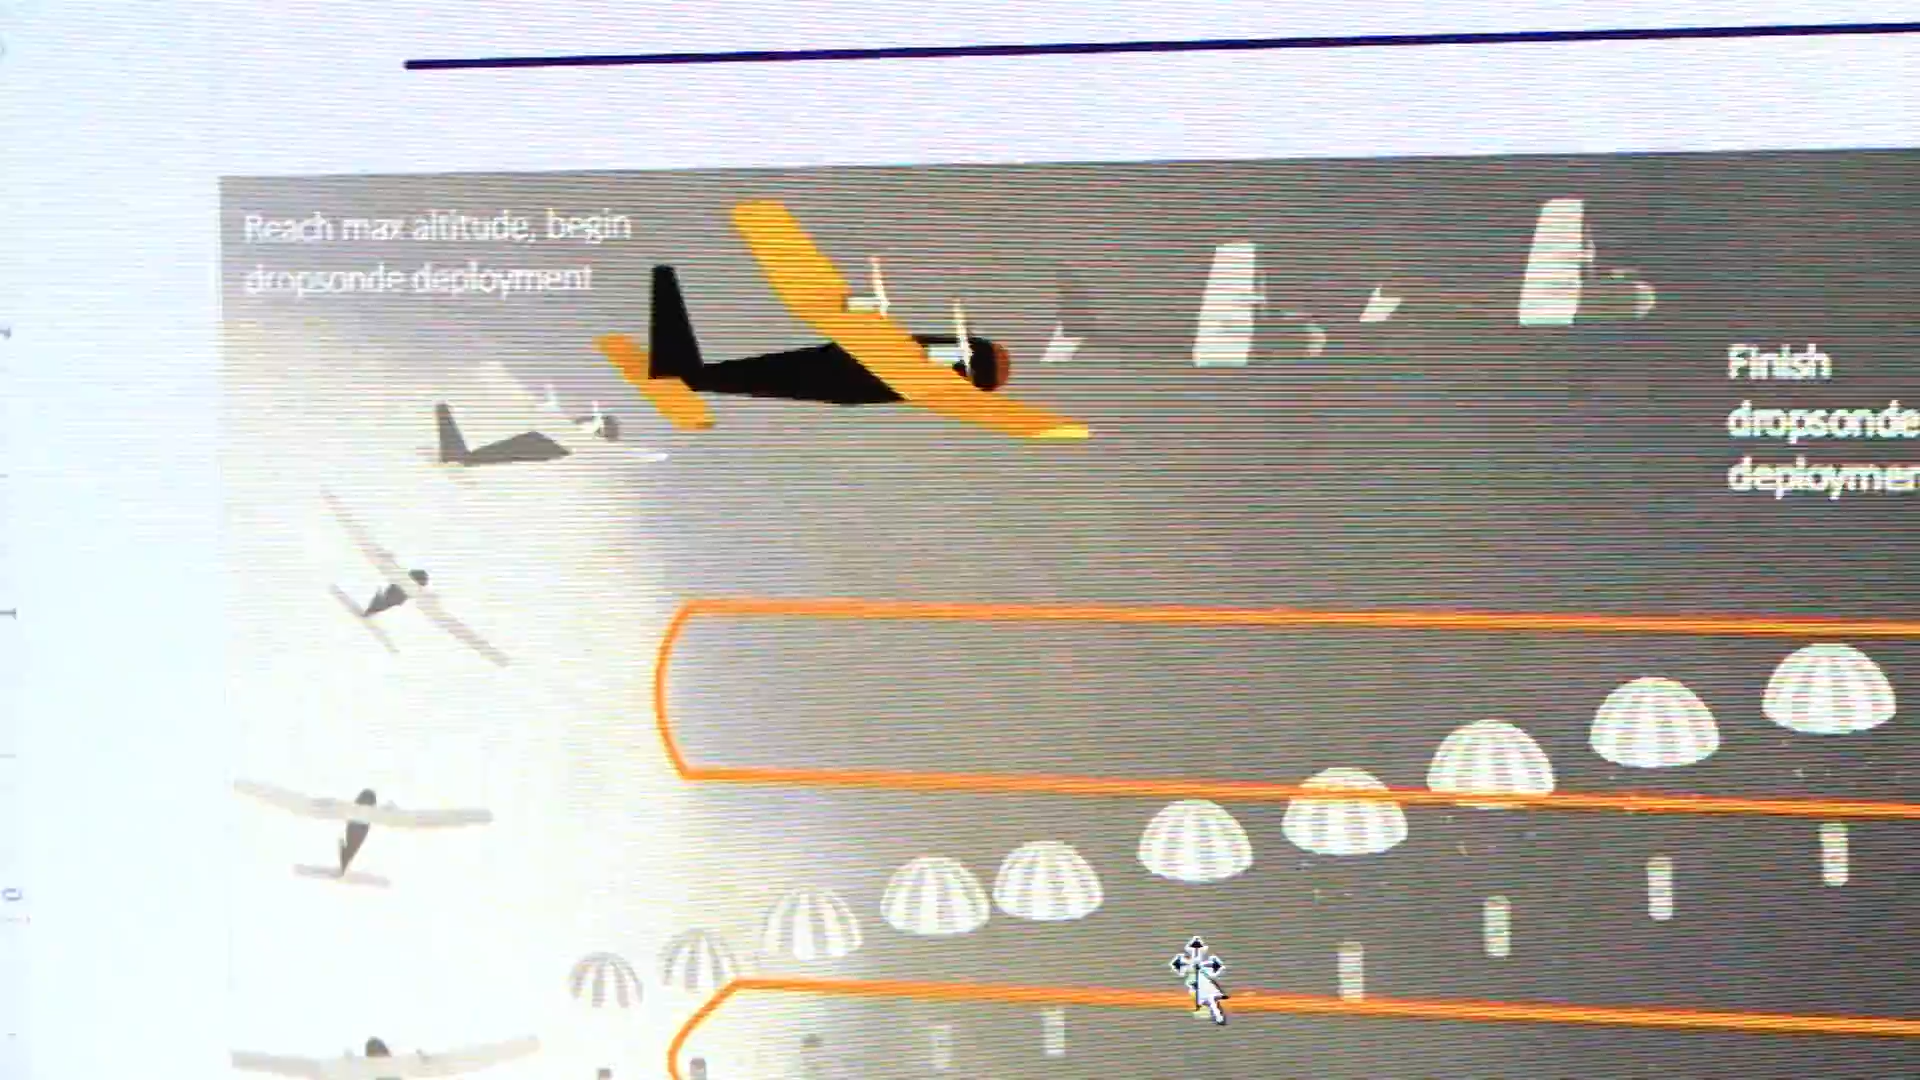 Reach max altitude, begin
dropsonde deployment
Finish
dropsonde
deploymen